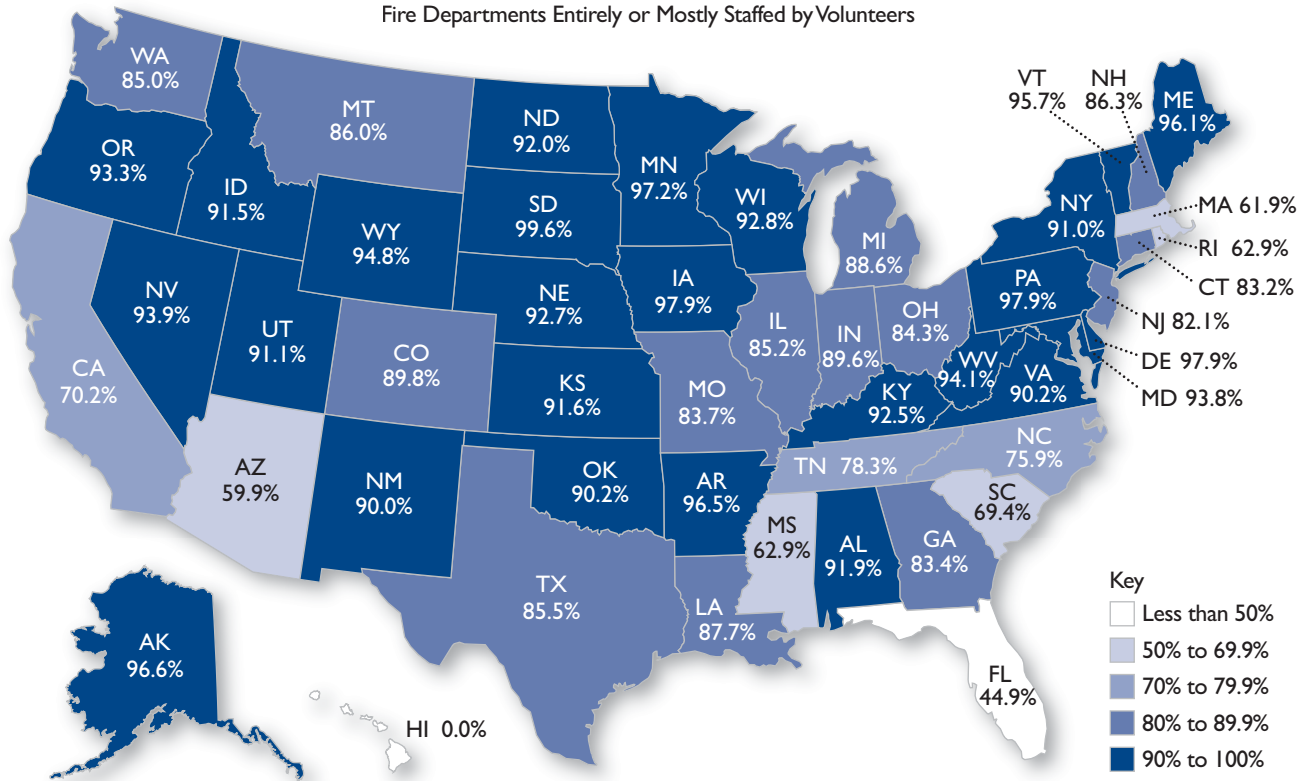 Fire Departments Entirely or Mostly Staffed by Volunteers
WA
85.0%
MT
86.0%
ND
92.0%
MN
97.2%
VT
95.7%
NH
86.3%
ME
96.1%
OR
93.3%
ID
91.5%
WY
94.8%
SD
99.6%
WI
92.8%
MI
88.6%
NY
91.0%
MA 61.9%
RI 62.9%
CT 83.2%
NJ 82.1%
DE 97.9%
MD 93.8%
NV
93.9%
UT
91.1%
CO
89.8%
NE
92.7%
IA
97.9%
IL
85.2%
IN
89.6%
OH
84.3%
PA
97.9%
CA
70.2%
KS
91.6%
MO
83.7%
KY
92.5%
WV
94.1%
VA
90.2%
AZ
59.9%
NM
90.0%
OK
90.2%
AR
96.5%
TN 78.3%
NC
75.9%
SC
69.4%
TX
85.5%
LA
87.7%
MS
62.9%
AL
91.9%
GA
83.4%
FL
44.9%
AK
96.6%
HI 0.0%
Key
Less than 50%
50% to 69.9%
70% to 79.9%
80% to 89.9%
90% to 100%